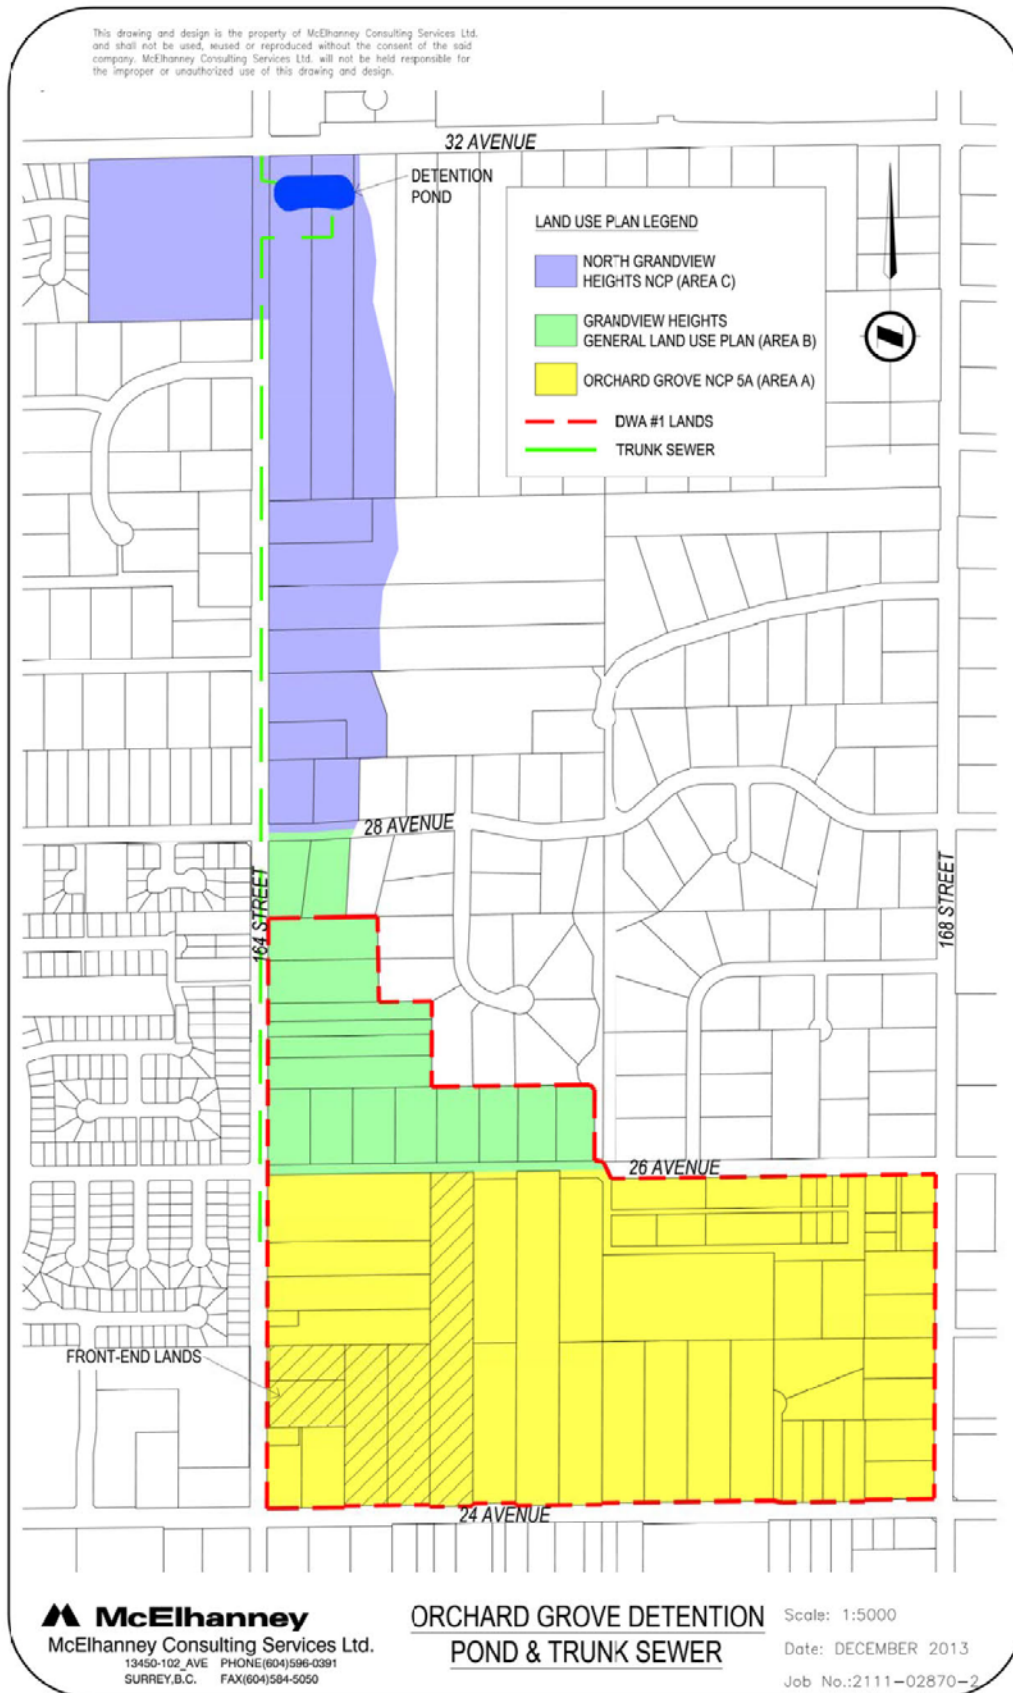 This drawing and design is the property of McElhanney Consulting Services Ltd.
and shall not be used, reused or reproduced without the consent of the said
company. McElhanney Consulting Services Ltd. will not be held responsible for
the improper or unauthorized use of this drawing and design.
32 AVENUE
DETENTION
POND
LAND USE PLAN LEGEND
NORTH GRANDVIEW
HEIGHTS NCP (AREA C)
GRANDVIEW HEIGHTS
GENERAL LAND USE PLAN (AREA B)
ORCHARD GROVE NCP 5A (AREA A)
DWA #1 LANDS
TRUNK SEWER
28 AVENUE
164 STREET
168 STREET
26 AVENUE
FRONT-END LANDS
24 AVENUE
McElhanney
McElhanney Consulting Services Ltd.
13450-102 AVE PHONE(604)596-0391
SURREY,B.C. FAX(604)584-5050
ORCHARD GROVE DETENTION
POND & TRUNK SEWER
Scale: 1:5000
Date: DECEMBER 2013
Job No.:2111-02870-2